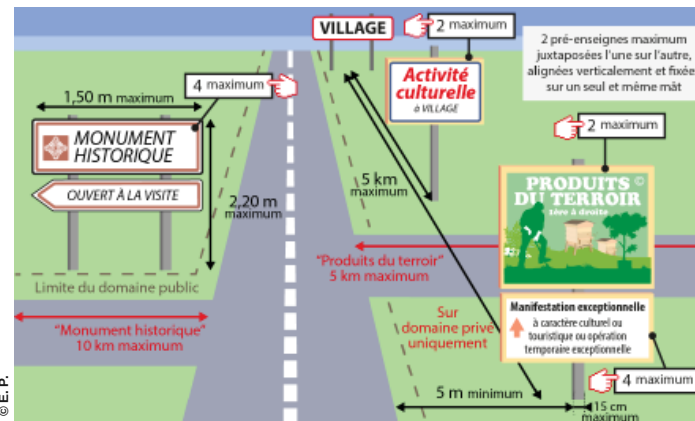 VILLAGE
2 maximum
2 pré-enseignes maximum
juxtaposées l'une sur l'autre,
alignées verticalement et fixées
sur un seul et même mât
4 maximum
1,50 m maximum
MONUMENT
HISTORIQUE
OUVERT À LA VISITE
2,20 m
maximum
Limite du domaine public
"Monument historique"
10 km maximum
Activité
culturelle
à VILLAGE
5 km
maximum
2 maximum
PRODUITS ©
DU TERROIR
1ère à droite
"Produits du terroir"
5 km maximum
Sur
domaine privé
uniquement
Manifestation exceptionnelle
à caractère culturel ou
touristique ou opération
temporaire exceptionnelle
4 maximum
5 m minimum
15 cm
maximum
© E. P.